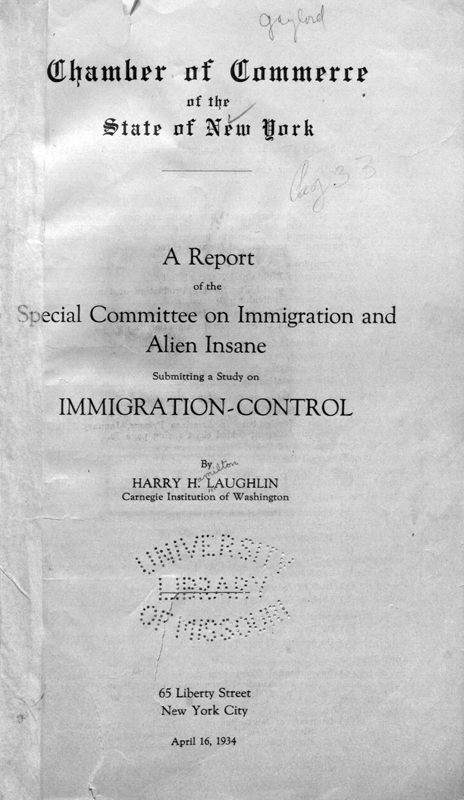 gaylord
Chamber of Commerce
of the
State of New York
A Report
of the
Special Committee on Immigration and
Alien Insane
Submitting a Study on
IMMIGRATION-CONTROL
By
amilton
HARRY H. LAUGHLIN
Carnegie Institution of Washington
UNIVERSITY
LIBRARY
OF MISSOURI
65 Liberty Street
New York City
April 16, 1934